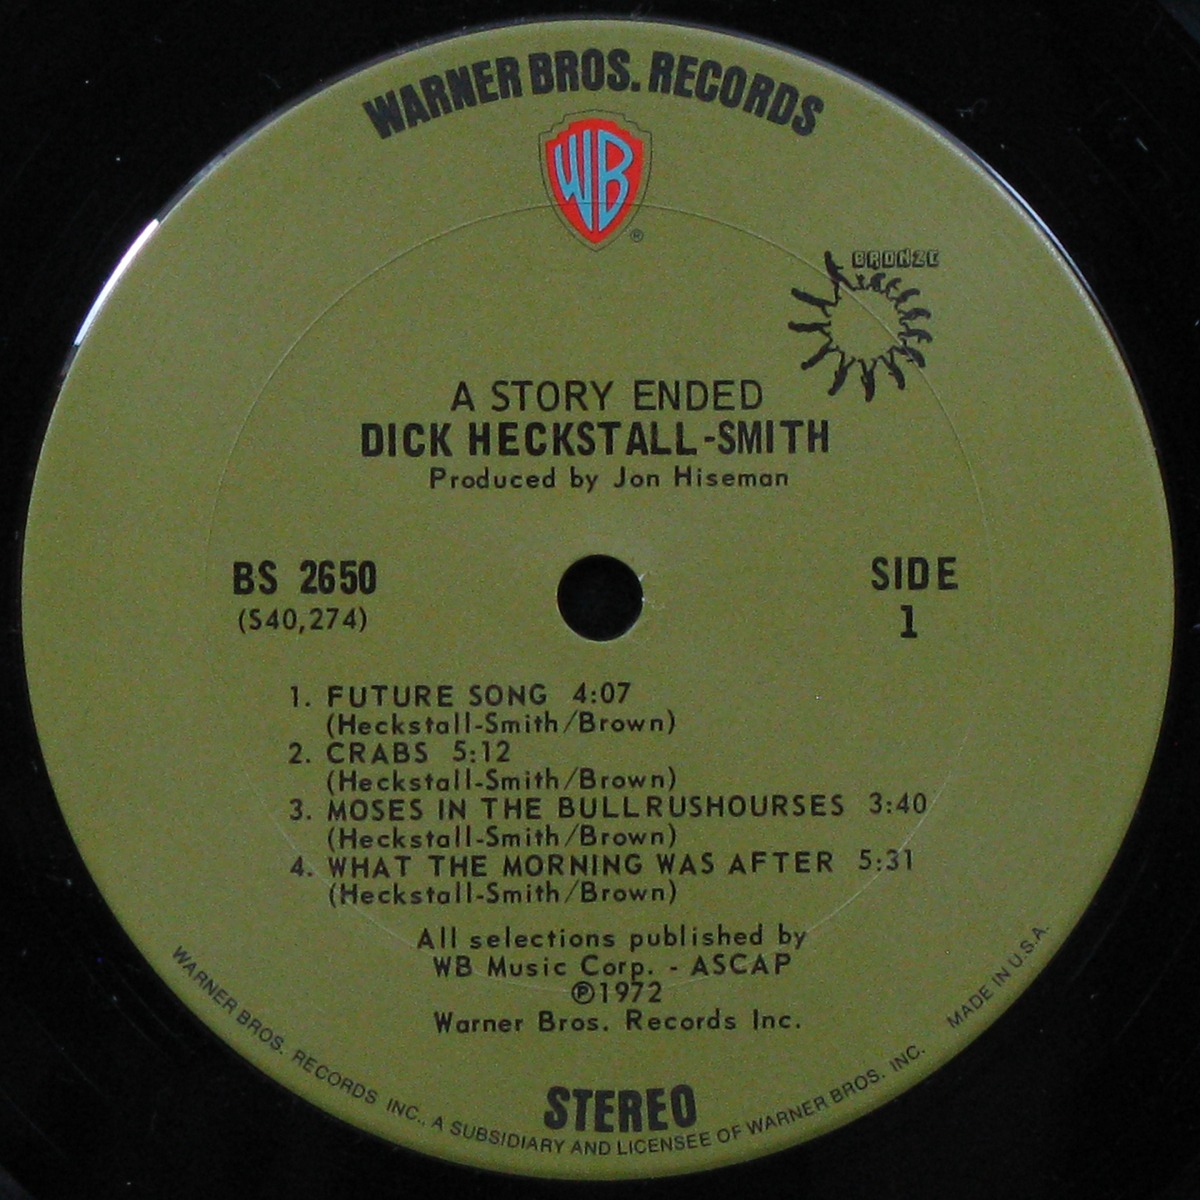 WARNER BROS. RECORDS
WB
®
BRONZE
A STORY ENDED
DICK HECKSTALL-SMITH
Produced by Jon Hiseman
BS 2650
(S40,274)
SIDE
1
1. FUTURE SONG 4:07
(Heckstall-Smith/Brown)
2. CRABS 5:12
(Heckstall-Smith/Brown)
3. MOSES IN THE BULLRUSHOURSES 3:40
(Heckstall-Smith/Brown)
4. WHAT THE MORNING WAS AFTER 5:31
(Heckstall-Smith/Brown)
All selections published by
WB Music Corp. - ASCAP
℗1972
Warner Bros. Records Inc.
STEREO
WARNER BROS. RECORDS INC., A SUBSIDIARY AND LICENSEE OF WARNER BROS. INC.
MADE IN U.S.A.